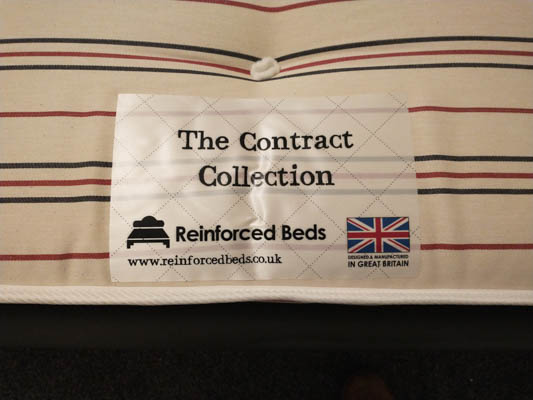 The Contract
Collection
Reinforced Beds
www.reinforcedbeds.co.uk
DESIGNED & MANUFACTURED
IN GREAT BRITAIN